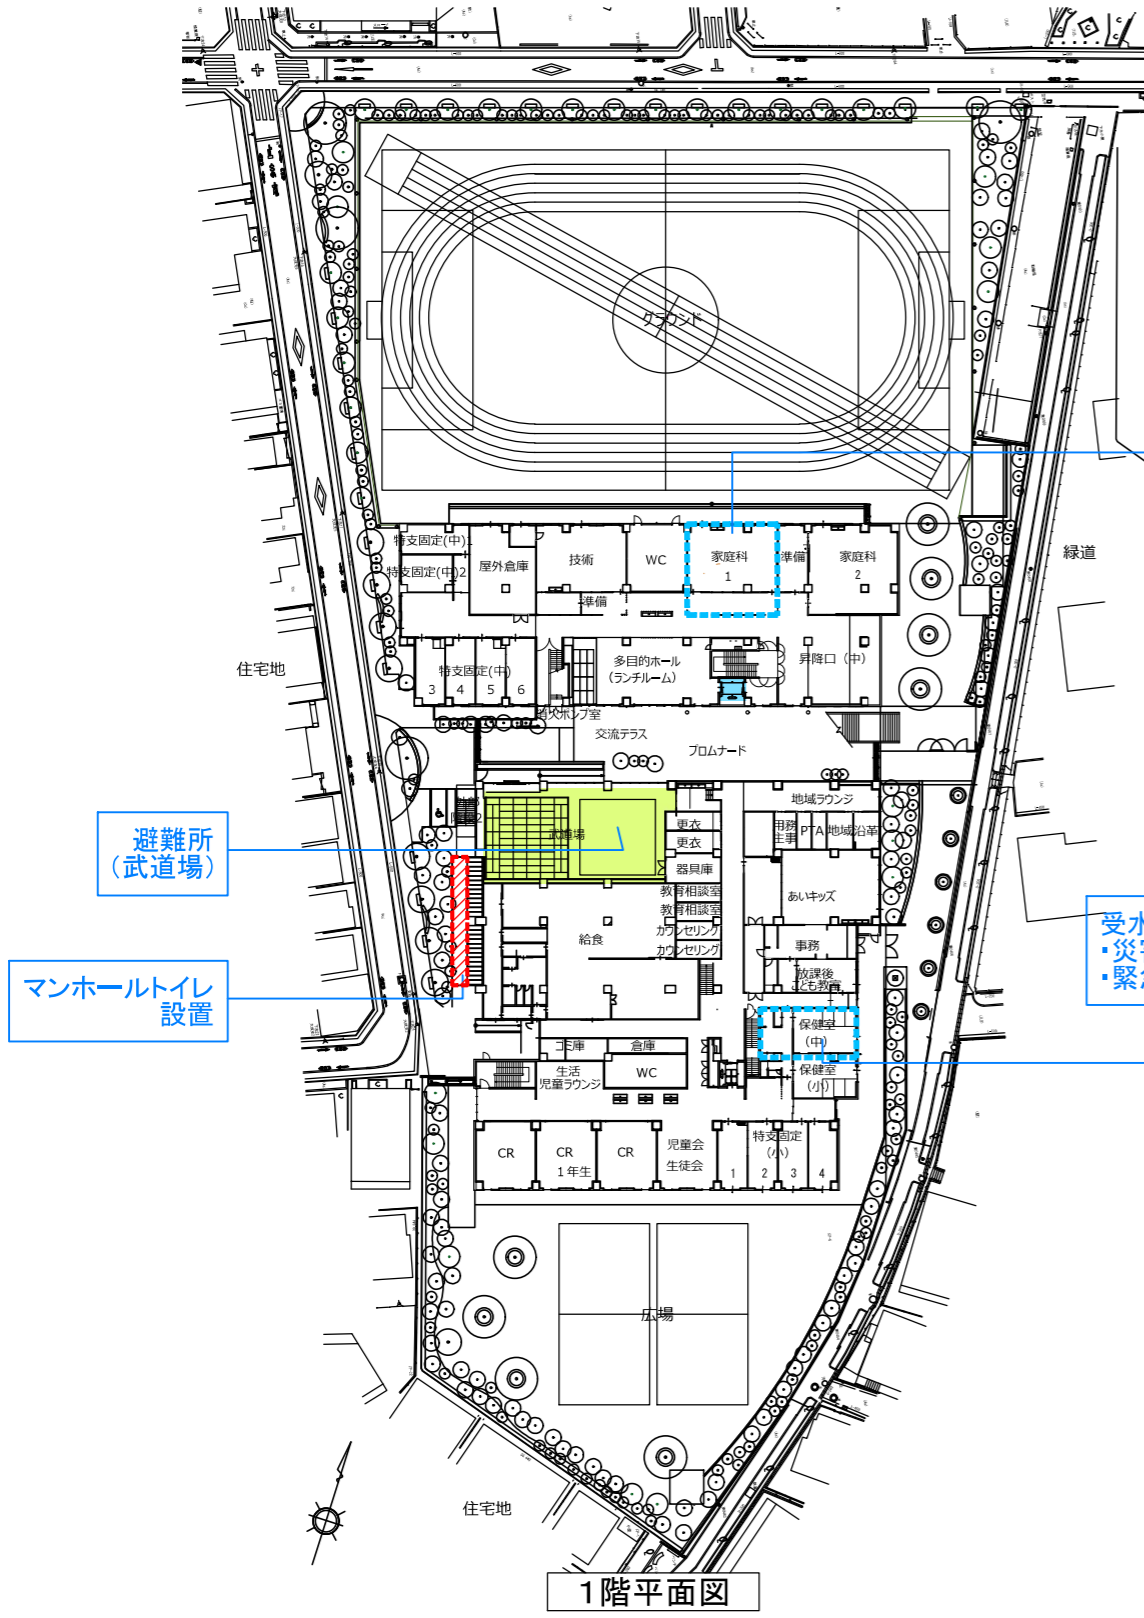 グラウンド
特支固定(中)1
特支固定(中)2
屋外倉庫
技術
WC
家庭科
1
準備
家庭科
2
準備
緑道
住宅地
特支固定(中)
3 4 5 6
多目的ホール
(ランチルーム)
昇降口(中)
消火ポンプ室
交流テラス
プロムナード
地域ラウンジ
武道場
更衣
更衣
用務
主事
PTA
地域
沿革
避難所
(武道場)
器具庫
教育相談室
教育相談室
あいキッズ
カウンセリング
カウンセリング
給食
事務
受水
・災害
・緊急
放課後
こども教室
マンホールトイレ
設置
保健室
(中)
ゴミ庫
倉庫
生活
児童ラウンジ
WC
保健室
(小)
CR
CR
1年生
CR
児童会
生徒会
特支固定
(小)
1 2 3 4
広場
住宅地
1階平面図